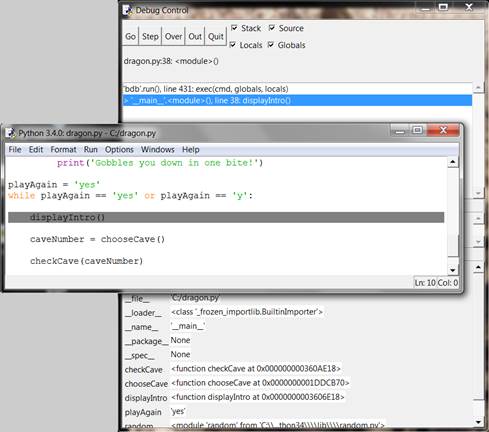 Debug Control
Go Step Over Out Quit
Stack Source
Locals Globals
dragon.py:38: <module>()
'bdb'.run(), line 431: exec(cmd, globals, locals)
> '__main__'.<module>(), line 38: displayIntro()
Python 3.4.0: dragon.py - C:/dragon.py
File Edit Format Run Options Windows Help
print('Gobbles you down in one bite!')
playAgain = 'yes'
while playAgain == 'yes' or playAgain == 'y':
displayIntro()
caveNumber = chooseCave()
checkCave(caveNumber)
Ln: 10 Col: 0
__file__ 'C:/dragon.py'
__loader__ <class '_frozen_importlib.BuiltinImporter'>
__name__ '__main__'
__package__ None
__spec__ None
checkCave <function checkCave at 0x000000000360AE18>
chooseCave <function chooseCave at 0x0000000001DDCB70>
displayIntro <function displayIntro at 0x0000000003606E18>
playAgain 'yes'
random <module 'random' from 'C:\\...thon34\\\\lib\\\\random.py'>